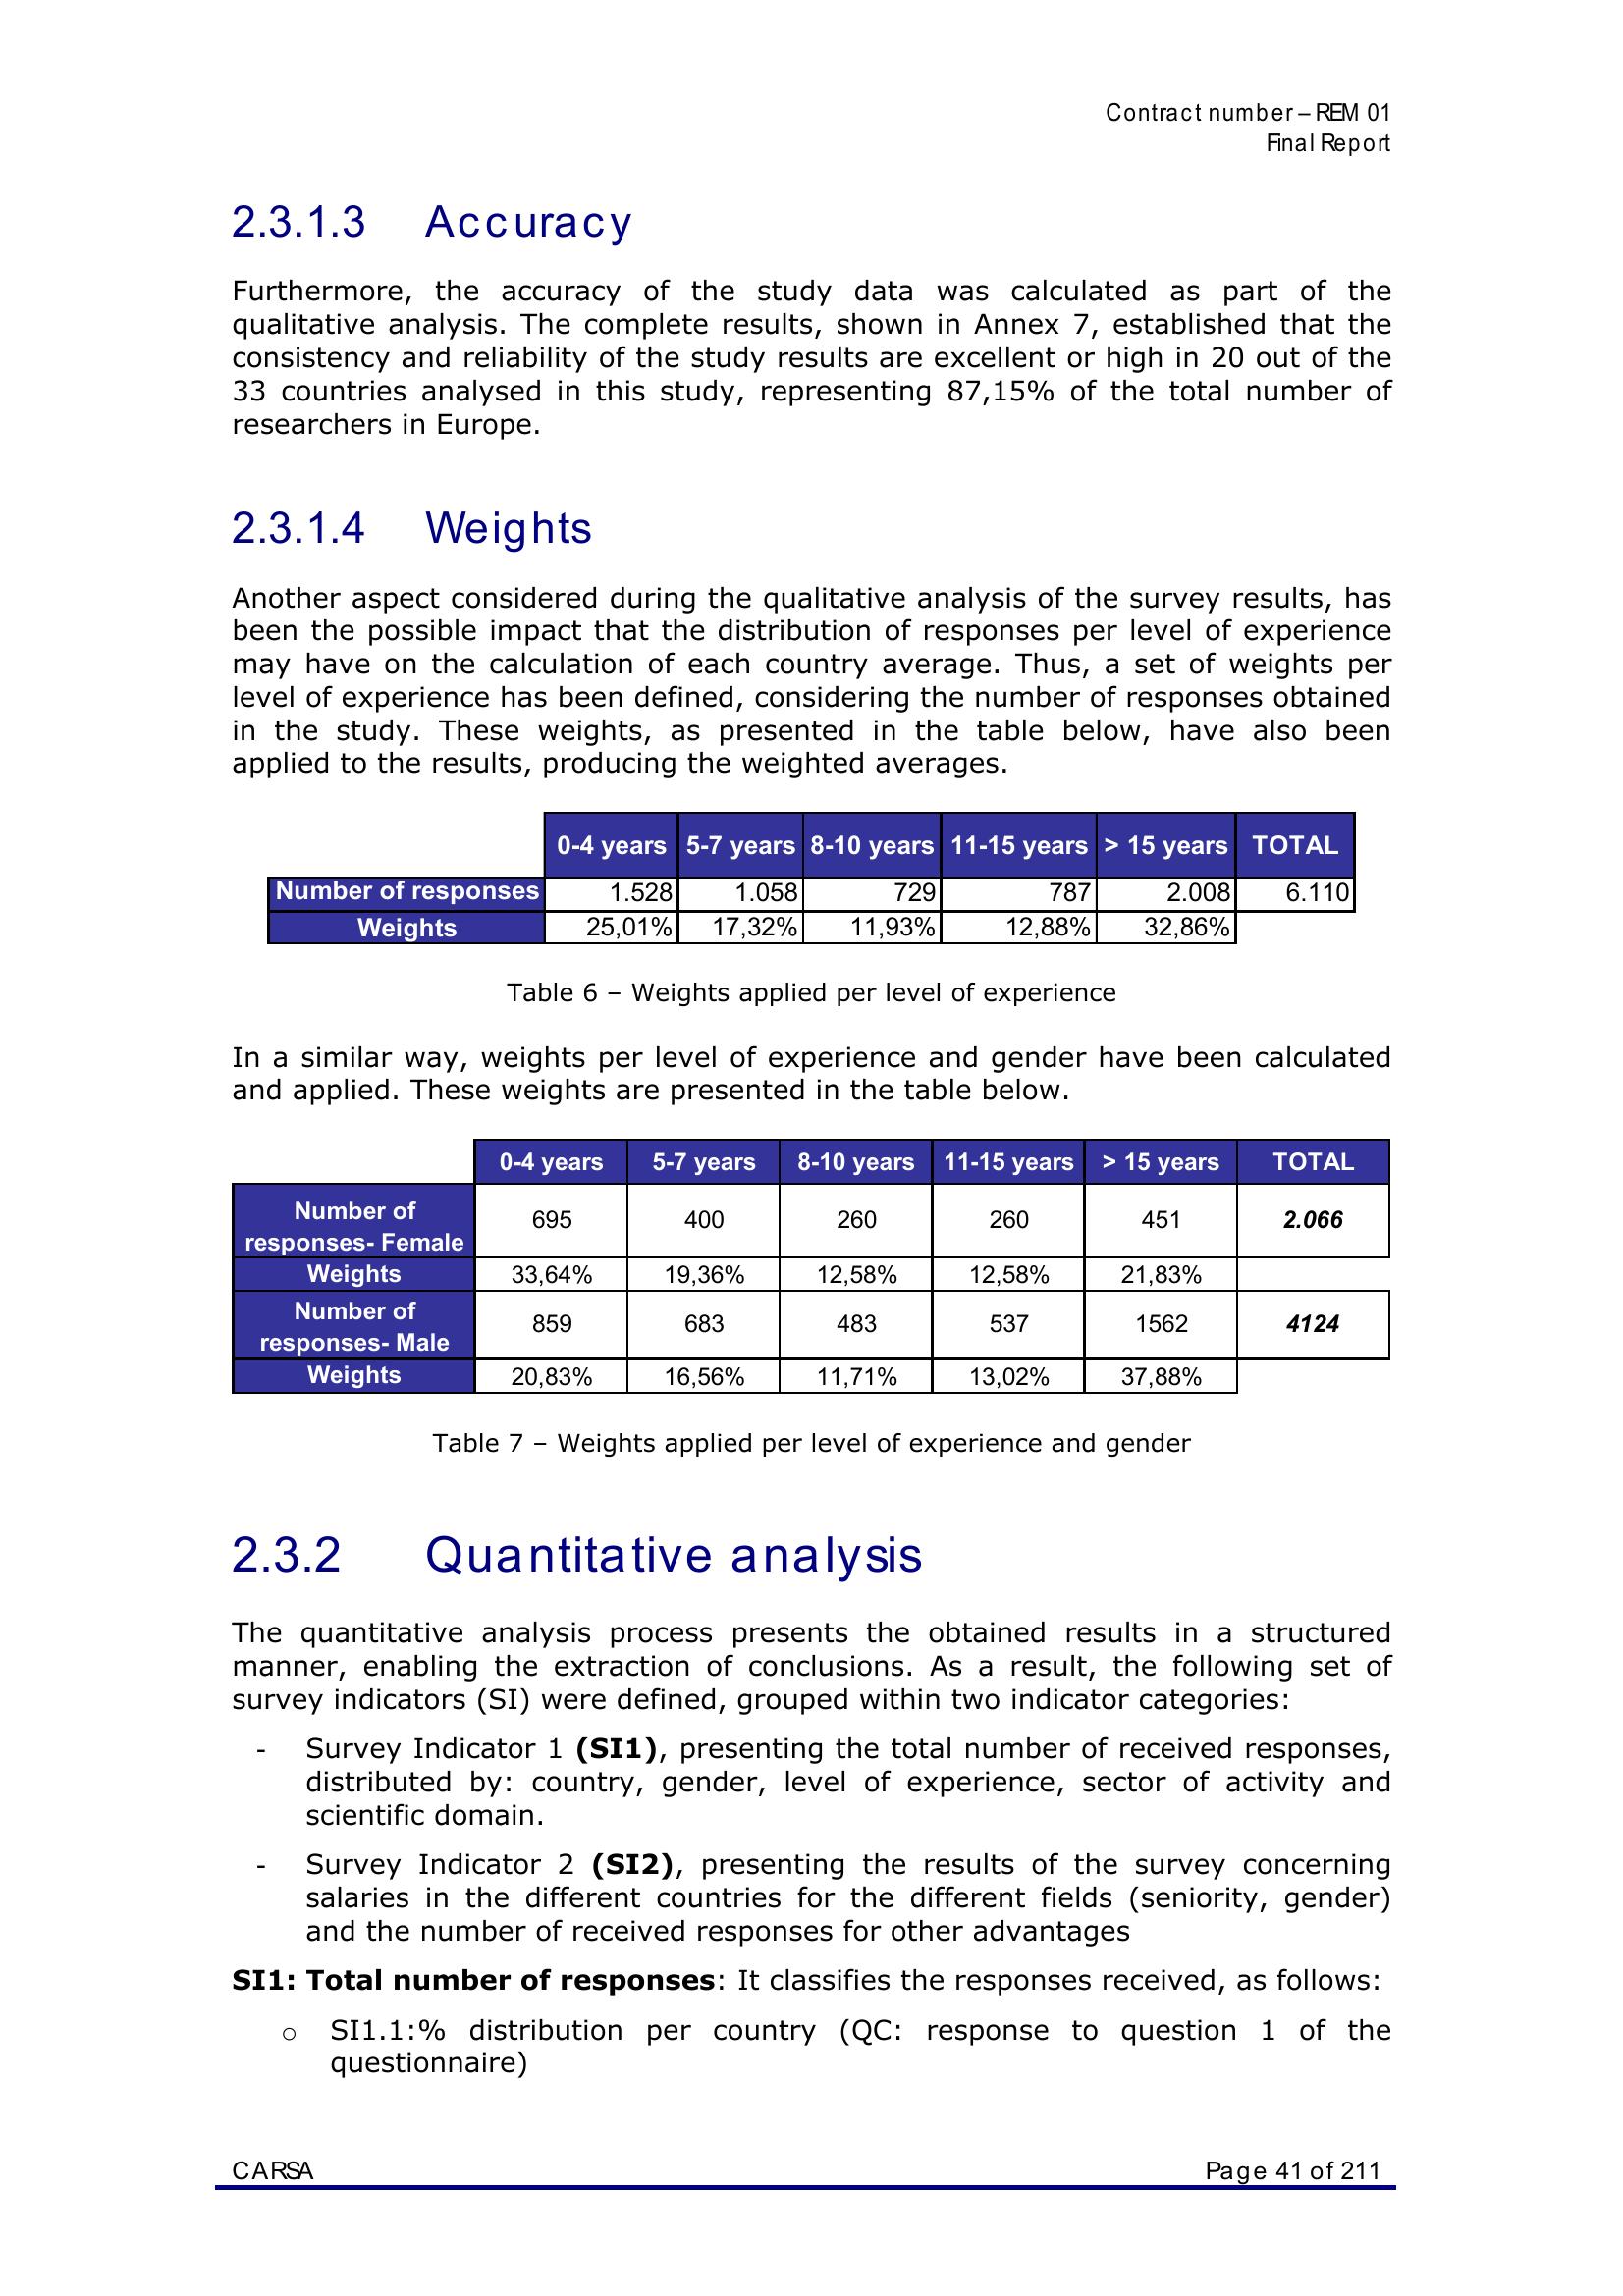 Contract number – REM 01
Final Report
2.3.1.3 Accuracy
Furthermore, the accuracy of the study data was calculated as part of the
qualitative analysis. The complete results, shown in Annex 7, established that the
consistency and reliability of the study results are excellent or high in 20 out of the
33 countries analysed in this study, representing 87,15% of the total number of
researchers in Europe.
2.3.1.4 Weights
Another aspect considered during the qualitative analysis of the survey results, has
been the possible impact that the distribution of responses per level of experience
may have on the calculation of each country average. Thus, a set of weights per
level of experience has been defined, considering the number of responses obtained
in the study. These weights, as presented in the table below, have also been
applied to the results, producing the weighted averages.
0-4 years 5-7 years 8-10 years 11-15 years > 15 years TOTAL
Number of responses 1.528 1.058 729 787 2.008 6.110
Weights 25,01% 17,32% 11,93% 12,88% 32,86%
Table 6 – Weights applied per level of experience
In a similar way, weights per level of experience and gender have been calculated
and applied. These weights are presented in the table below.
0-4 years 5-7 years 8-10 years 11-15 years > 15 years TOTAL
Number of
responses- Female 695 400 260 260 451 2.066
Weights 33,64% 19,36% 12,58% 12,58% 21,83%
Number of
responses- Male 859 683 483 537 1562 4124
Weights 20,83% 16,56% 11,71% 13,02% 37,88%
Table 7 – Weights applied per level of experience and gender
2.3.2 Quantitative analysis
The quantitative analysis process presents the obtained results in a structured
manner, enabling the extraction of conclusions. As a result, the following set of
survey indicators (SI) were defined, grouped within two indicator categories:
- Survey Indicator 1 (SI1), presenting the total number of received responses,
distributed by: country, gender, level of experience, sector of activity and
scientific domain.
- Survey Indicator 2 (SI2), presenting the results of the survey concerning
salaries in the different countries for the different fields (seniority, gender)
and the number of received responses for other advantages
SI1: Total number of responses: It classifies the responses received, as follows:
o SI1.1:% distribution per country (QC: response to question 1 of the
questionnaire)
CARSA Page 41 of 211